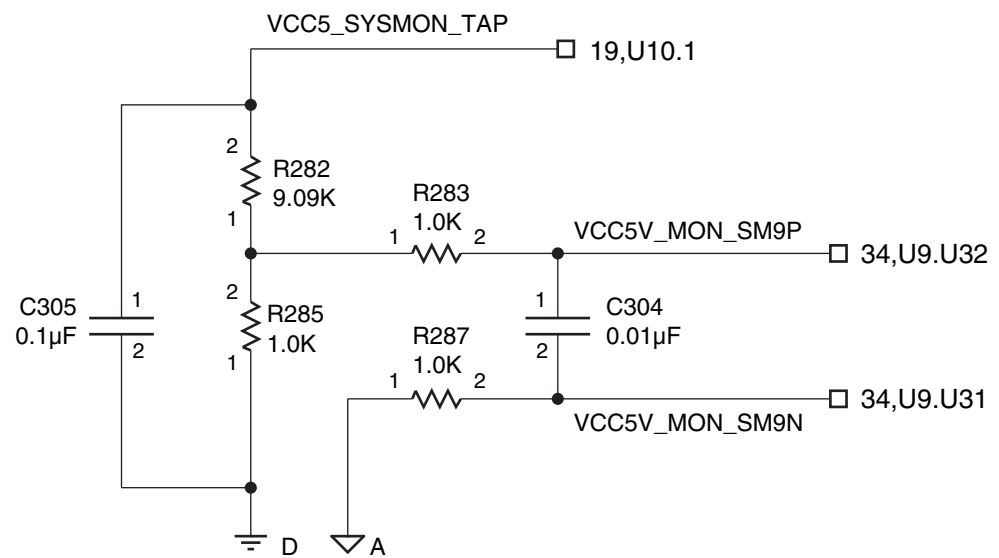 VCC5_SYSMON_TAP
19,U10.1
2
R282
9.09K
1
R283
1.0K
1
2
VCC5V_MON_SM9P
34,U9.U32
2
R285
1.0K
1
C305
0.1µF
1
2
1
C304
0.01µF
2
R287
1.0K
1
2
34,U9.U31
VCC5V_MON_SM9N
D
A